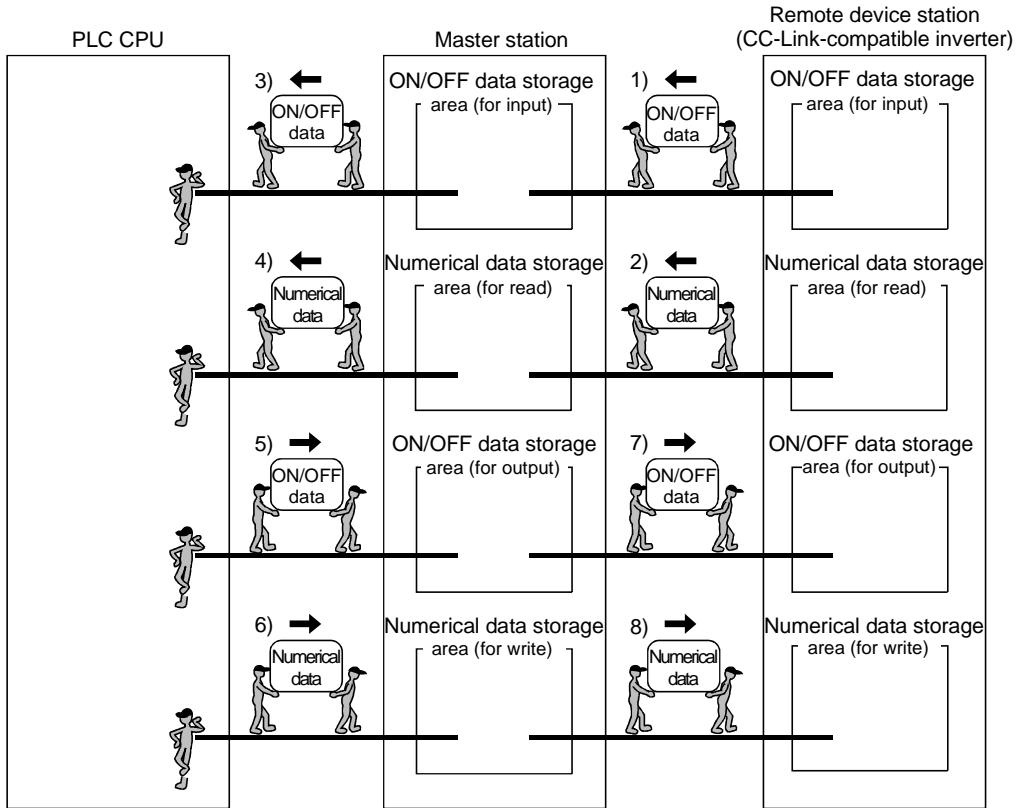 PLC CPU
Master station
Remote device station
(CC-Link-compatible inverter)
3)
ON/OFF
data
ON/OFF data storage
area (for input)
1)
ON/OFF
data
ON/OFF data storage
area (for input)
4)
Numerical
data
Numerical data storage
area (for read)
2)
Numerical
data
Numerical data storage
area (for read)
5)
ON/OFF
data
ON/OFF data storage
area (for output)
7)
ON/OFF
data
ON/OFF data storage
area (for output)
6)
Numerical
data
Numerical data storage
area (for write)
8)
Numerical
data
Numerical data storage
area (for write)